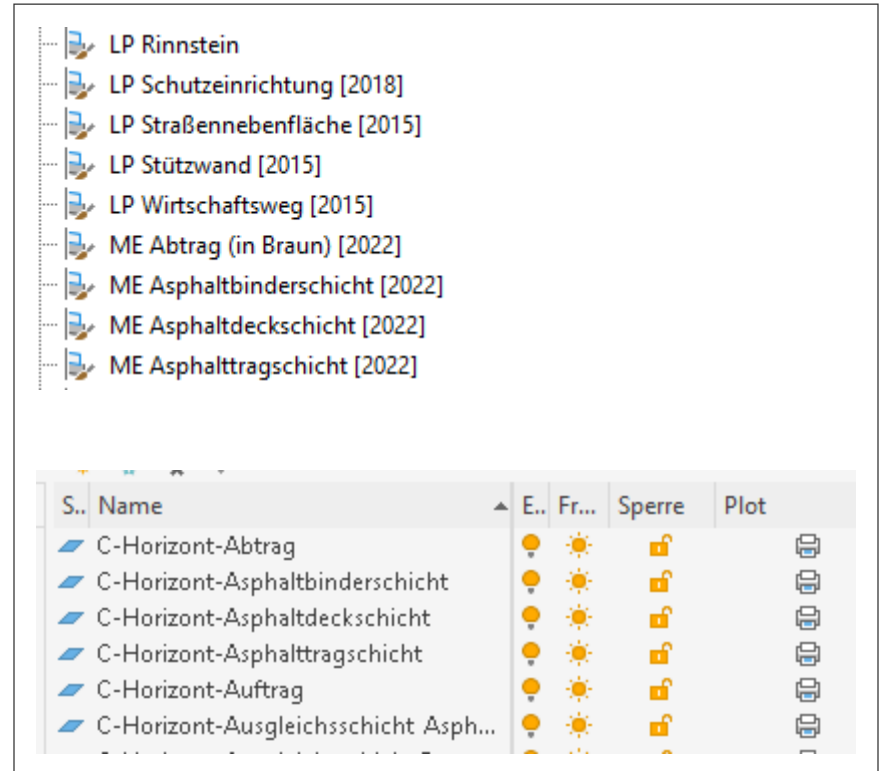 LP Rinnstein
LP Schutzeinrichtung [2018]
LP Straßennebenfläche [2015]
LP Stützwand [2015]
LP Wirtschaftsweg [2015]
ME Abtrag (in Braun) [2022]
ME Asphaltbinderschicht [2022]
ME Asphaltdeckschicht [2022]
ME Asphalttragschicht [2022]
S.. Name E.. Fr... Sperre Plot
C-Horizont-Abtrag
C-Horizont-Asphaltbinderschicht
C-Horizont-Asphaltdeckschicht
C-Horizont-Asphalttragschicht
C-Horizont-Auftrag
C-Horizont-Ausgleichsschicht Asph...